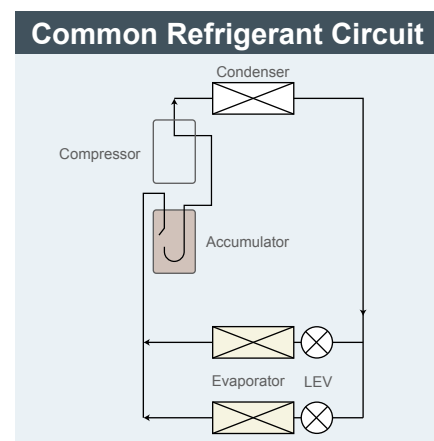 Common Refrigerant Circuit
Condenser
Compressor
Accumulator
Evaporator LEV